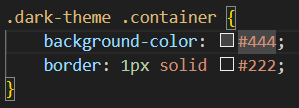 .dark-theme .container {
    background-color: #444;
    border: 1px solid #222;
}